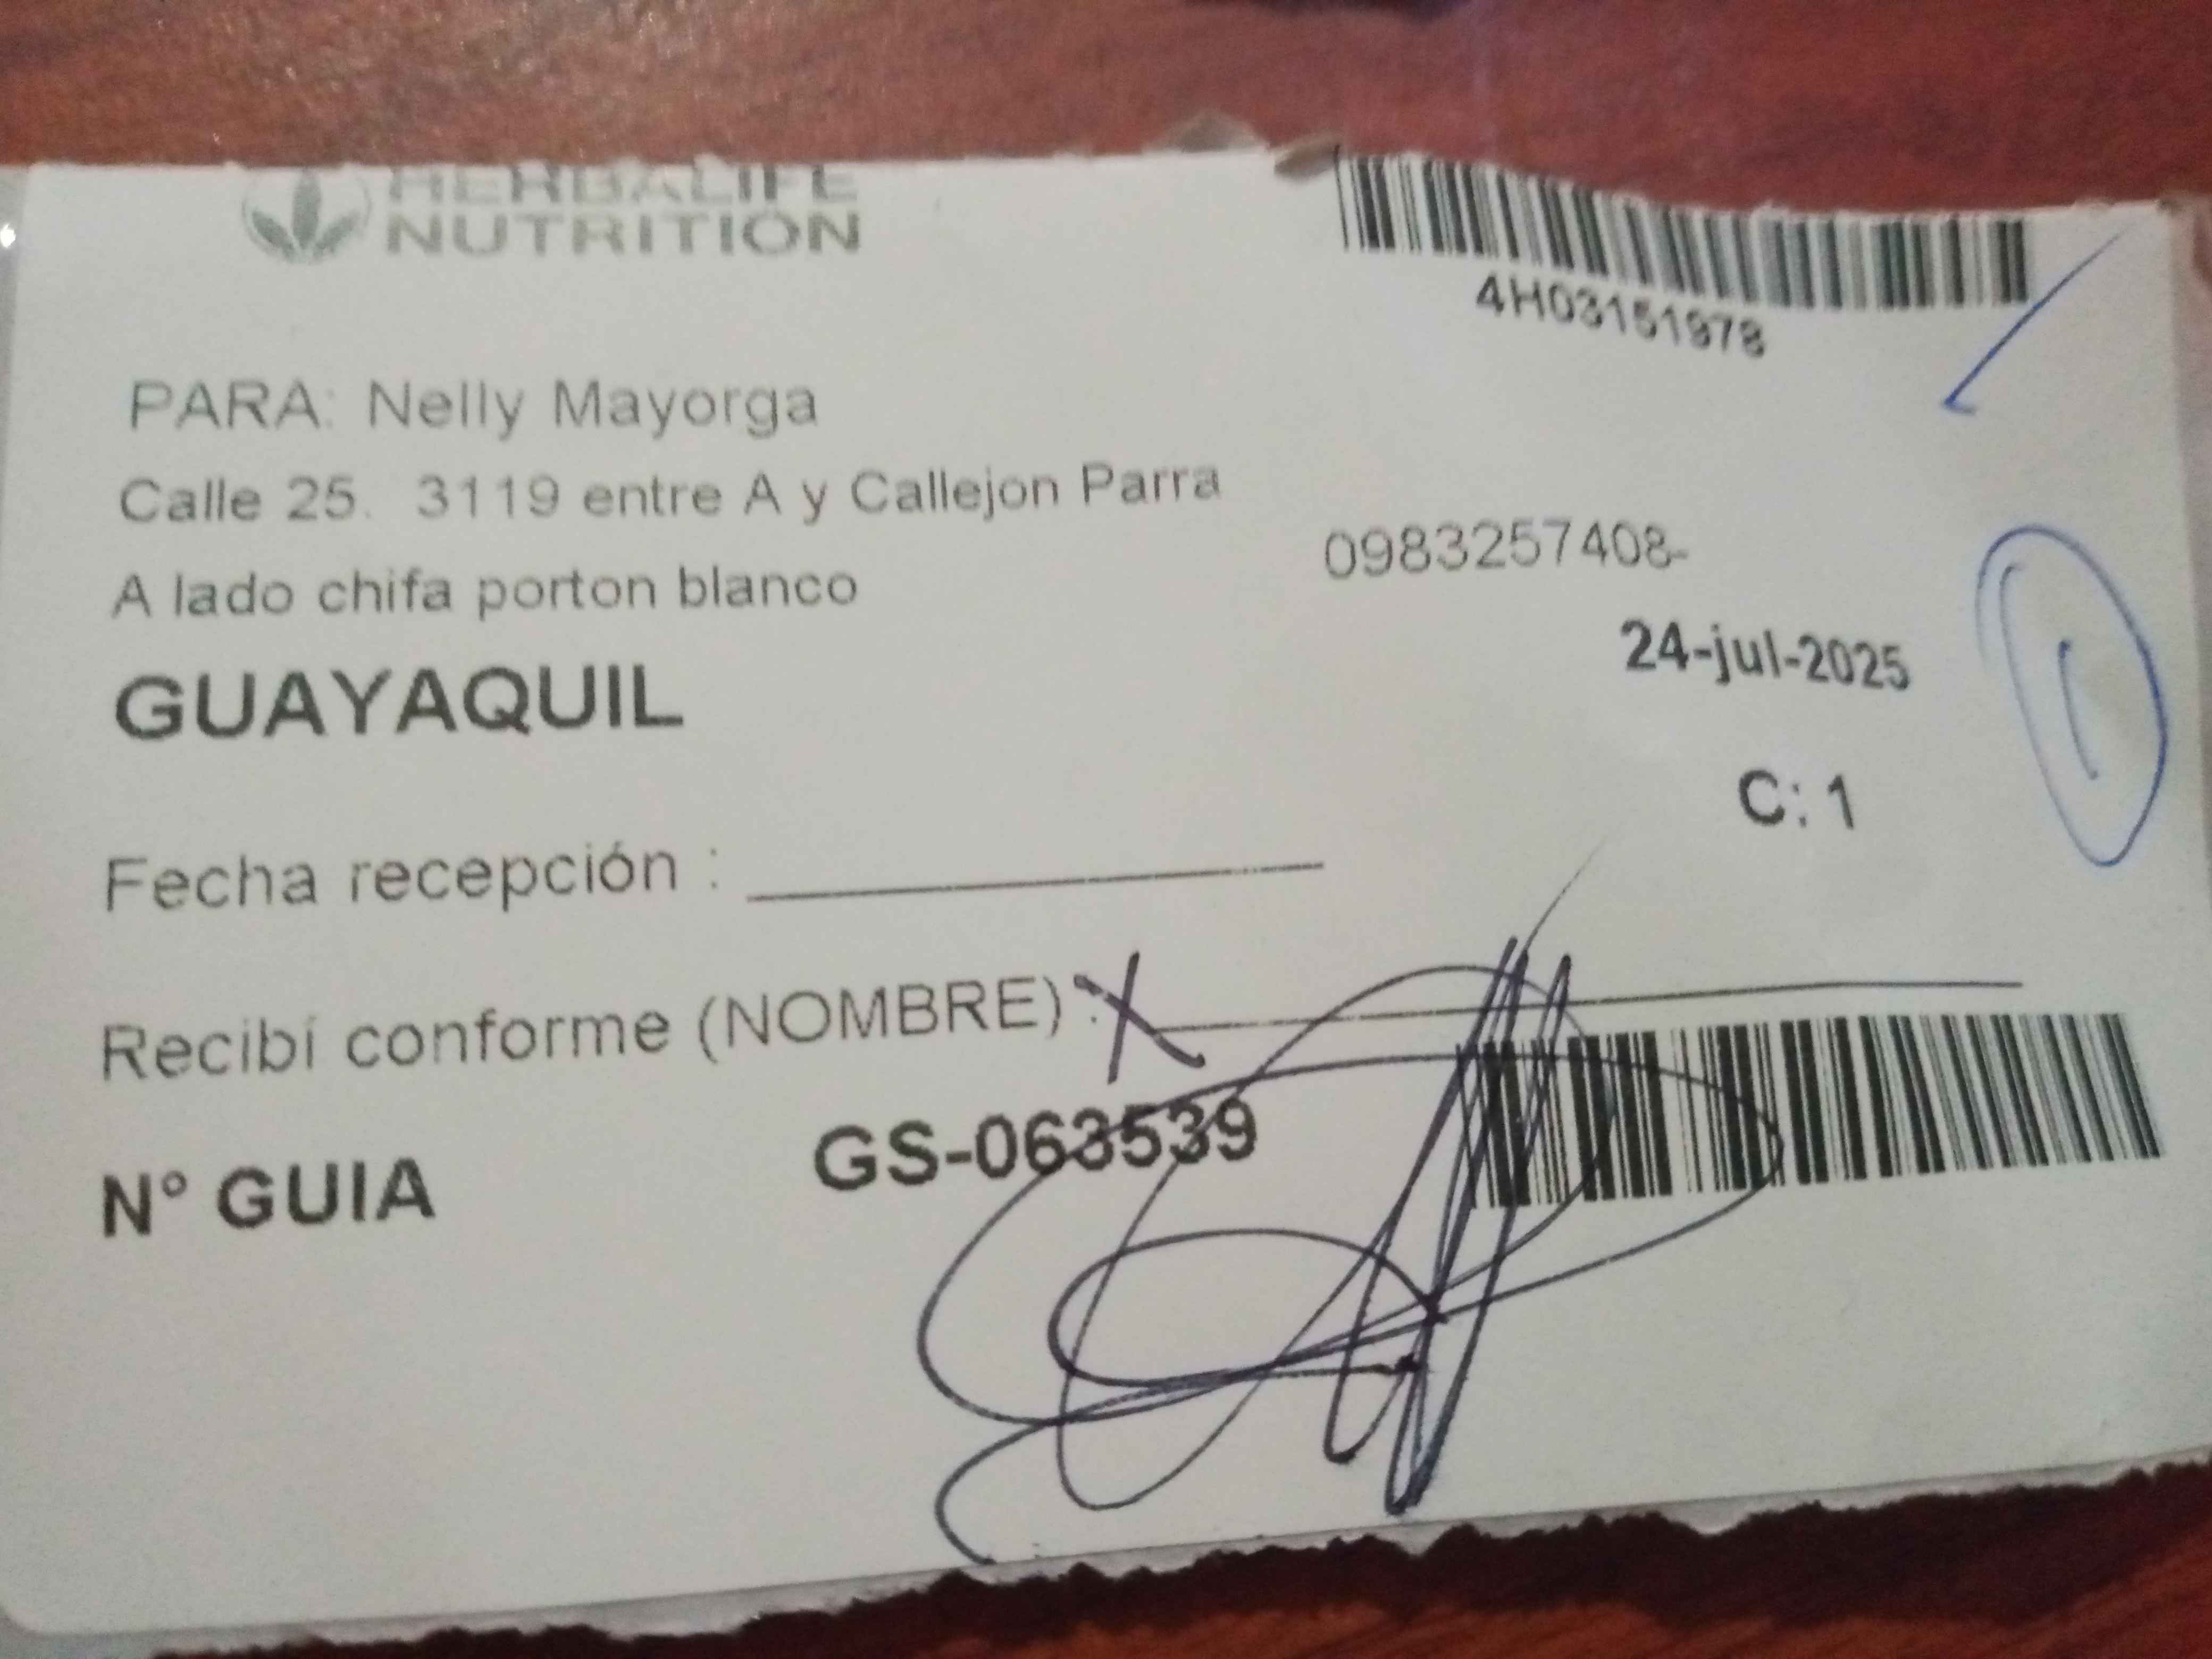 HERBALIFE
NUTRITION
4H03151978
PARA: Nelly Mayorga
Calle 25. 3119 entre A y Callejon Parra
0983257408-
A lado chifa porton blanco
24-jul-2025
GUAYAQUIL
C: 1
1
Fecha recepción :
Recibí conforme (NOMBRE) : X
N° GUIA GS-063539